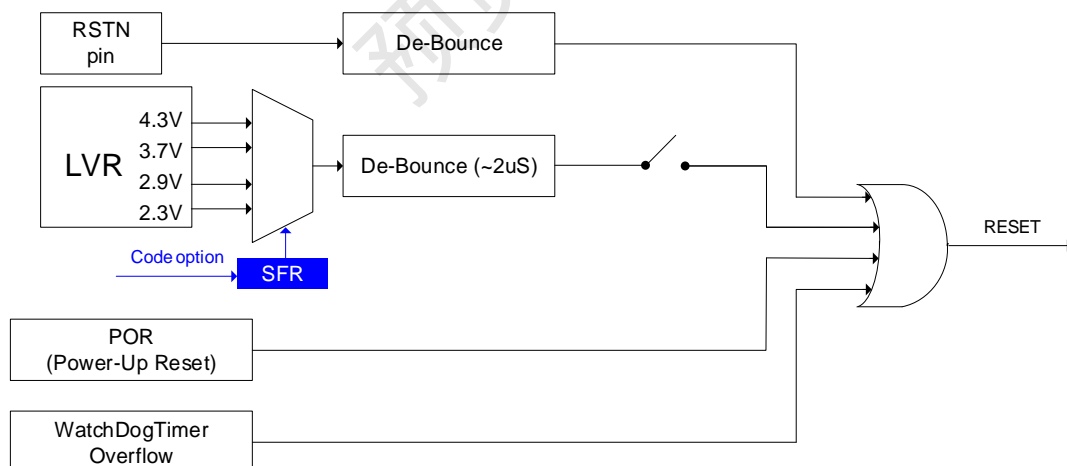 RSTN
pin
De-Bounce
LVR
4.3V
3.7V
2.9V
2.3V
De-Bounce (~2uS)
Code option
SFR
RESET
POR
(Power-Up Reset)
WatchDogTimer
Overflow